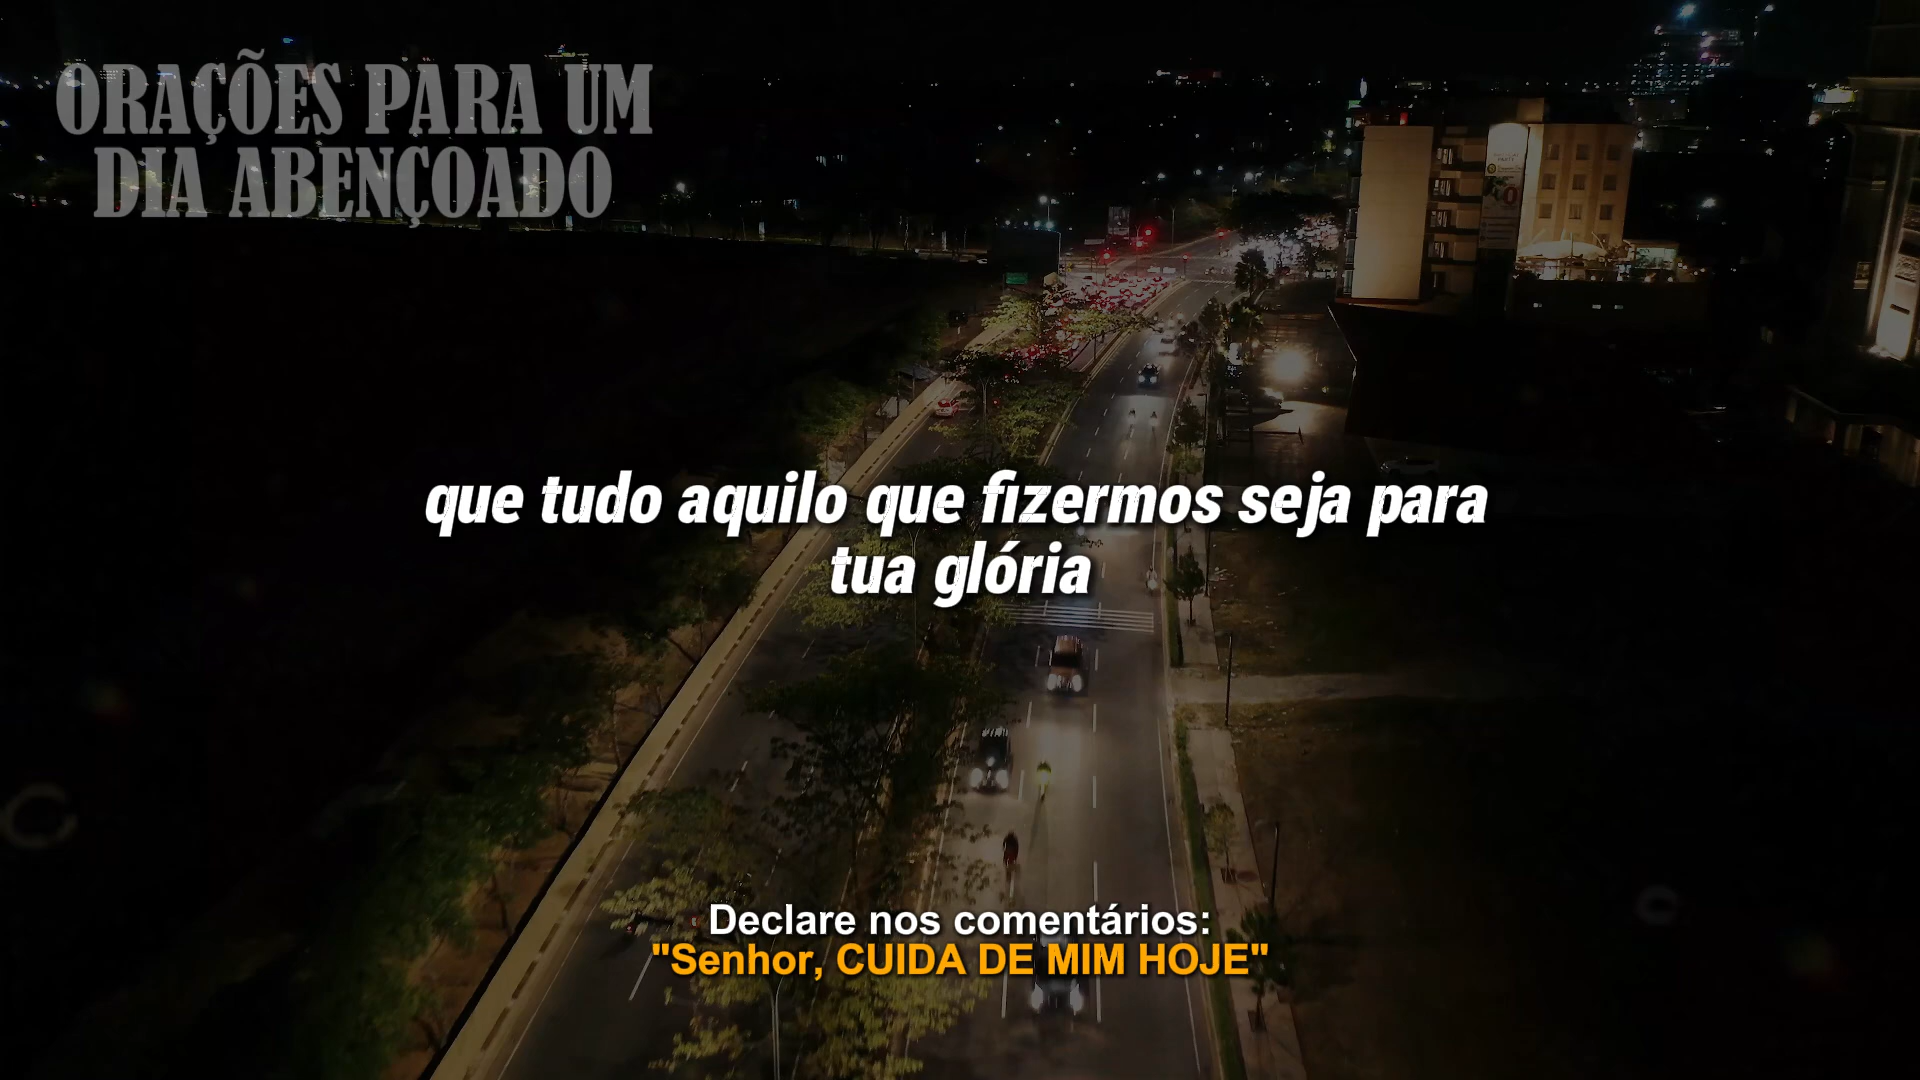 ORAÇÕES PARA UM
DIA ABENÇOADO
que tudo aquilo que fizermos seja para
tua glória
Declare nos comentários:
"Senhor, CUIDA DE MIM HOJE"